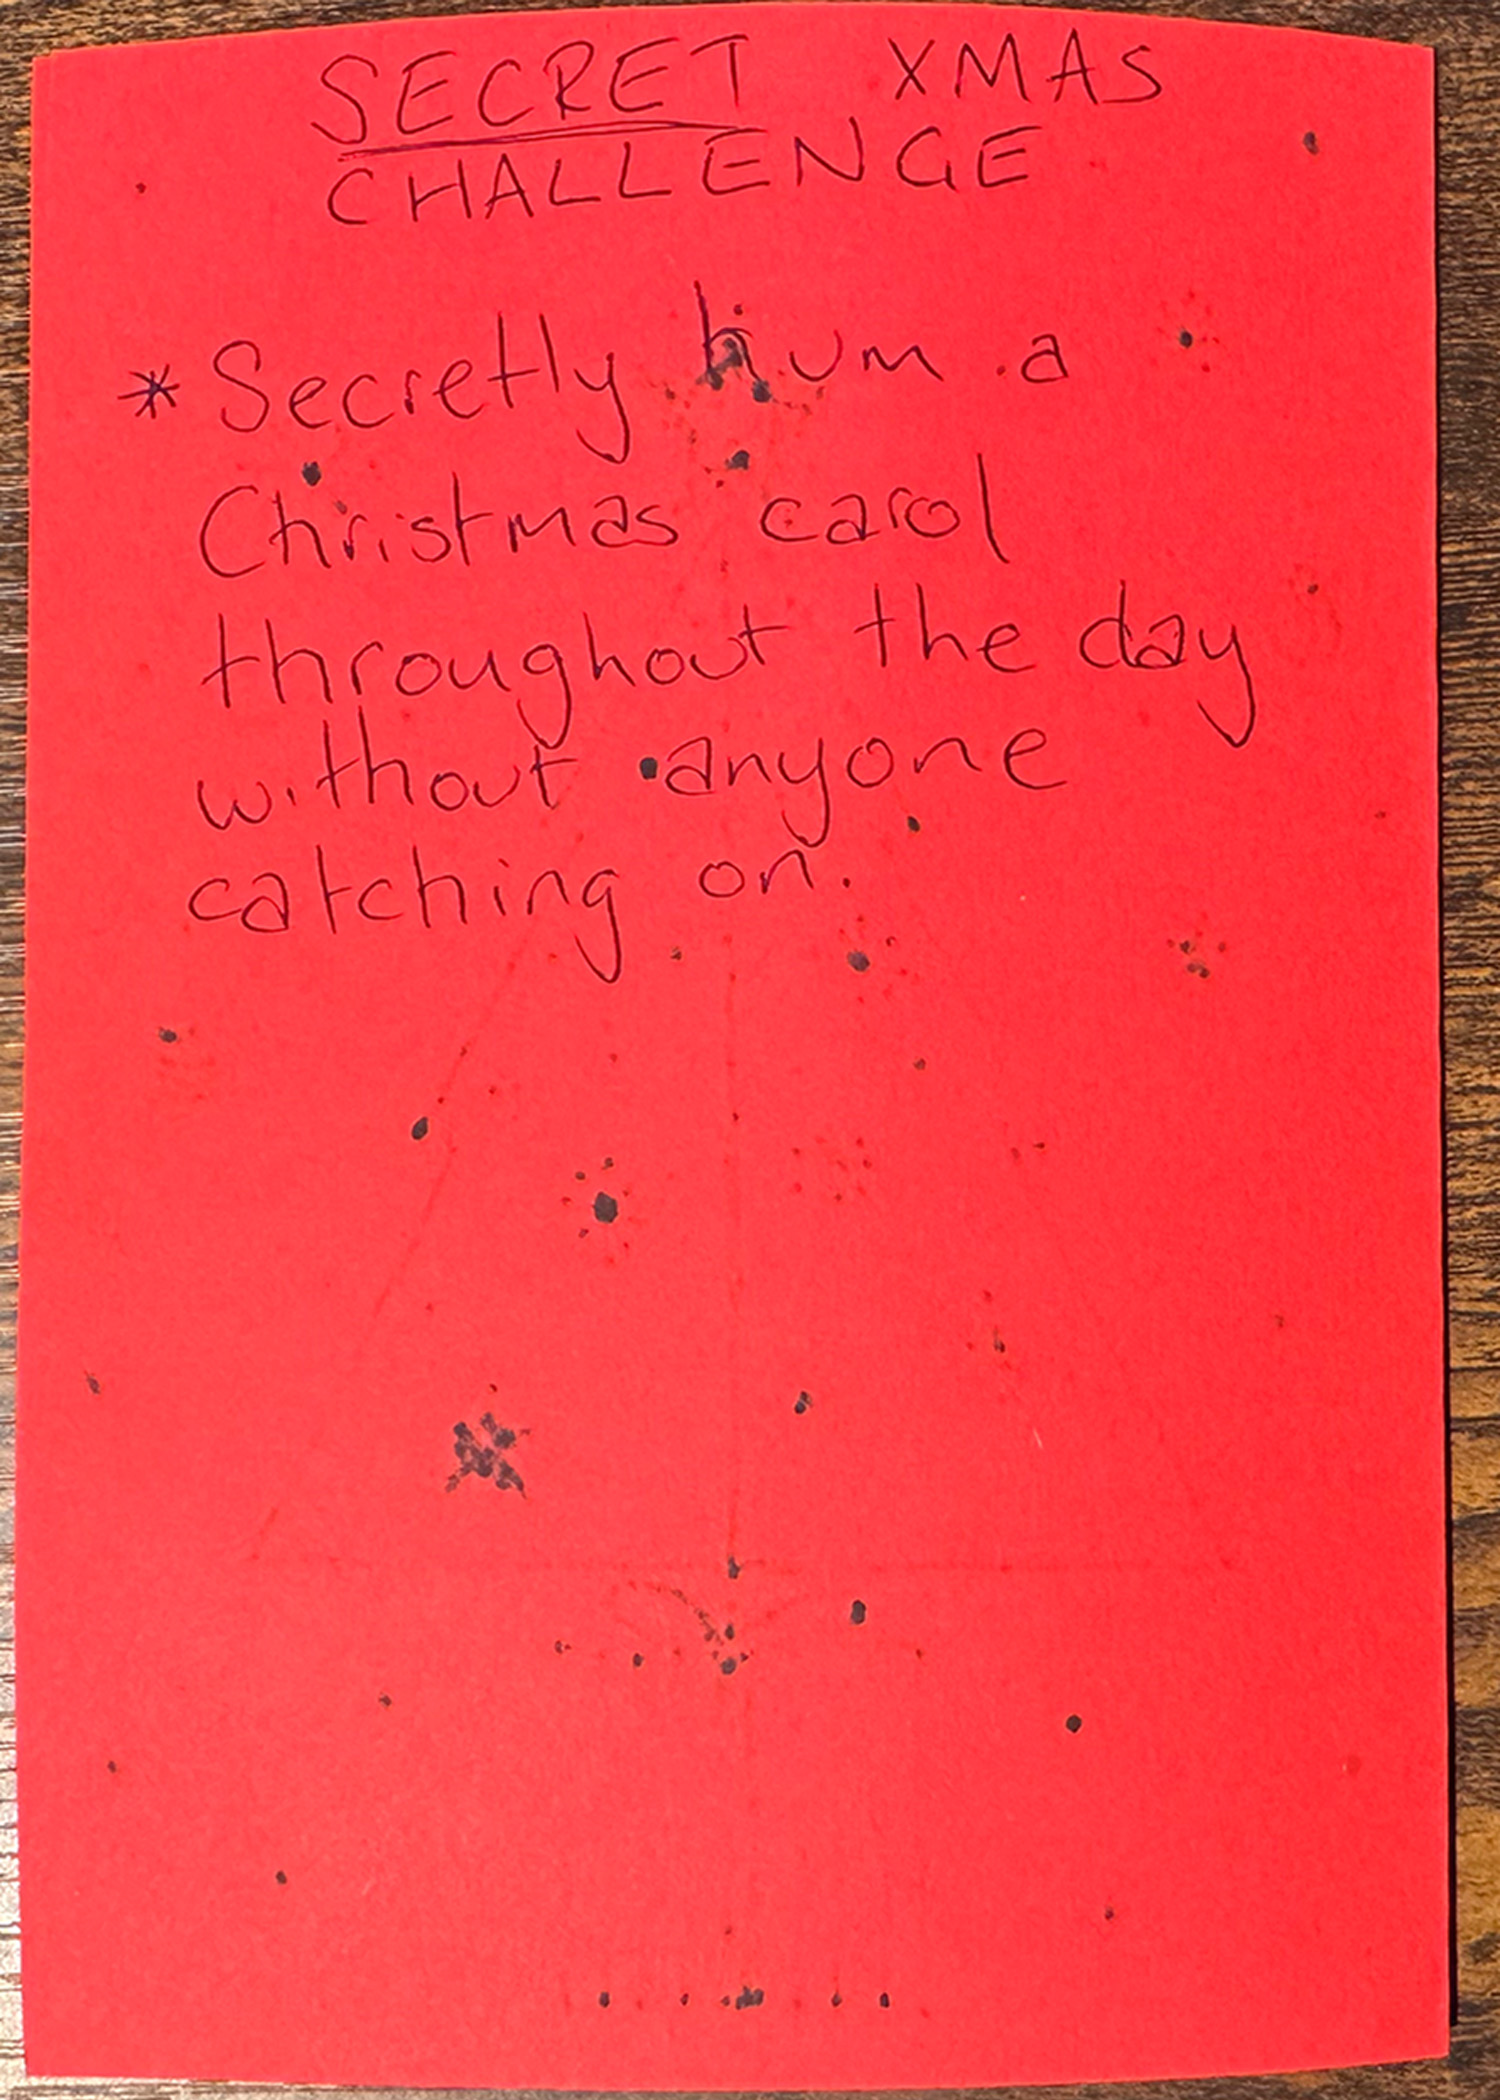 SECRET XMAS
CHALLENGE
* Secretly hum a
Christmas carol
throughout the day
without anyone
catching on.